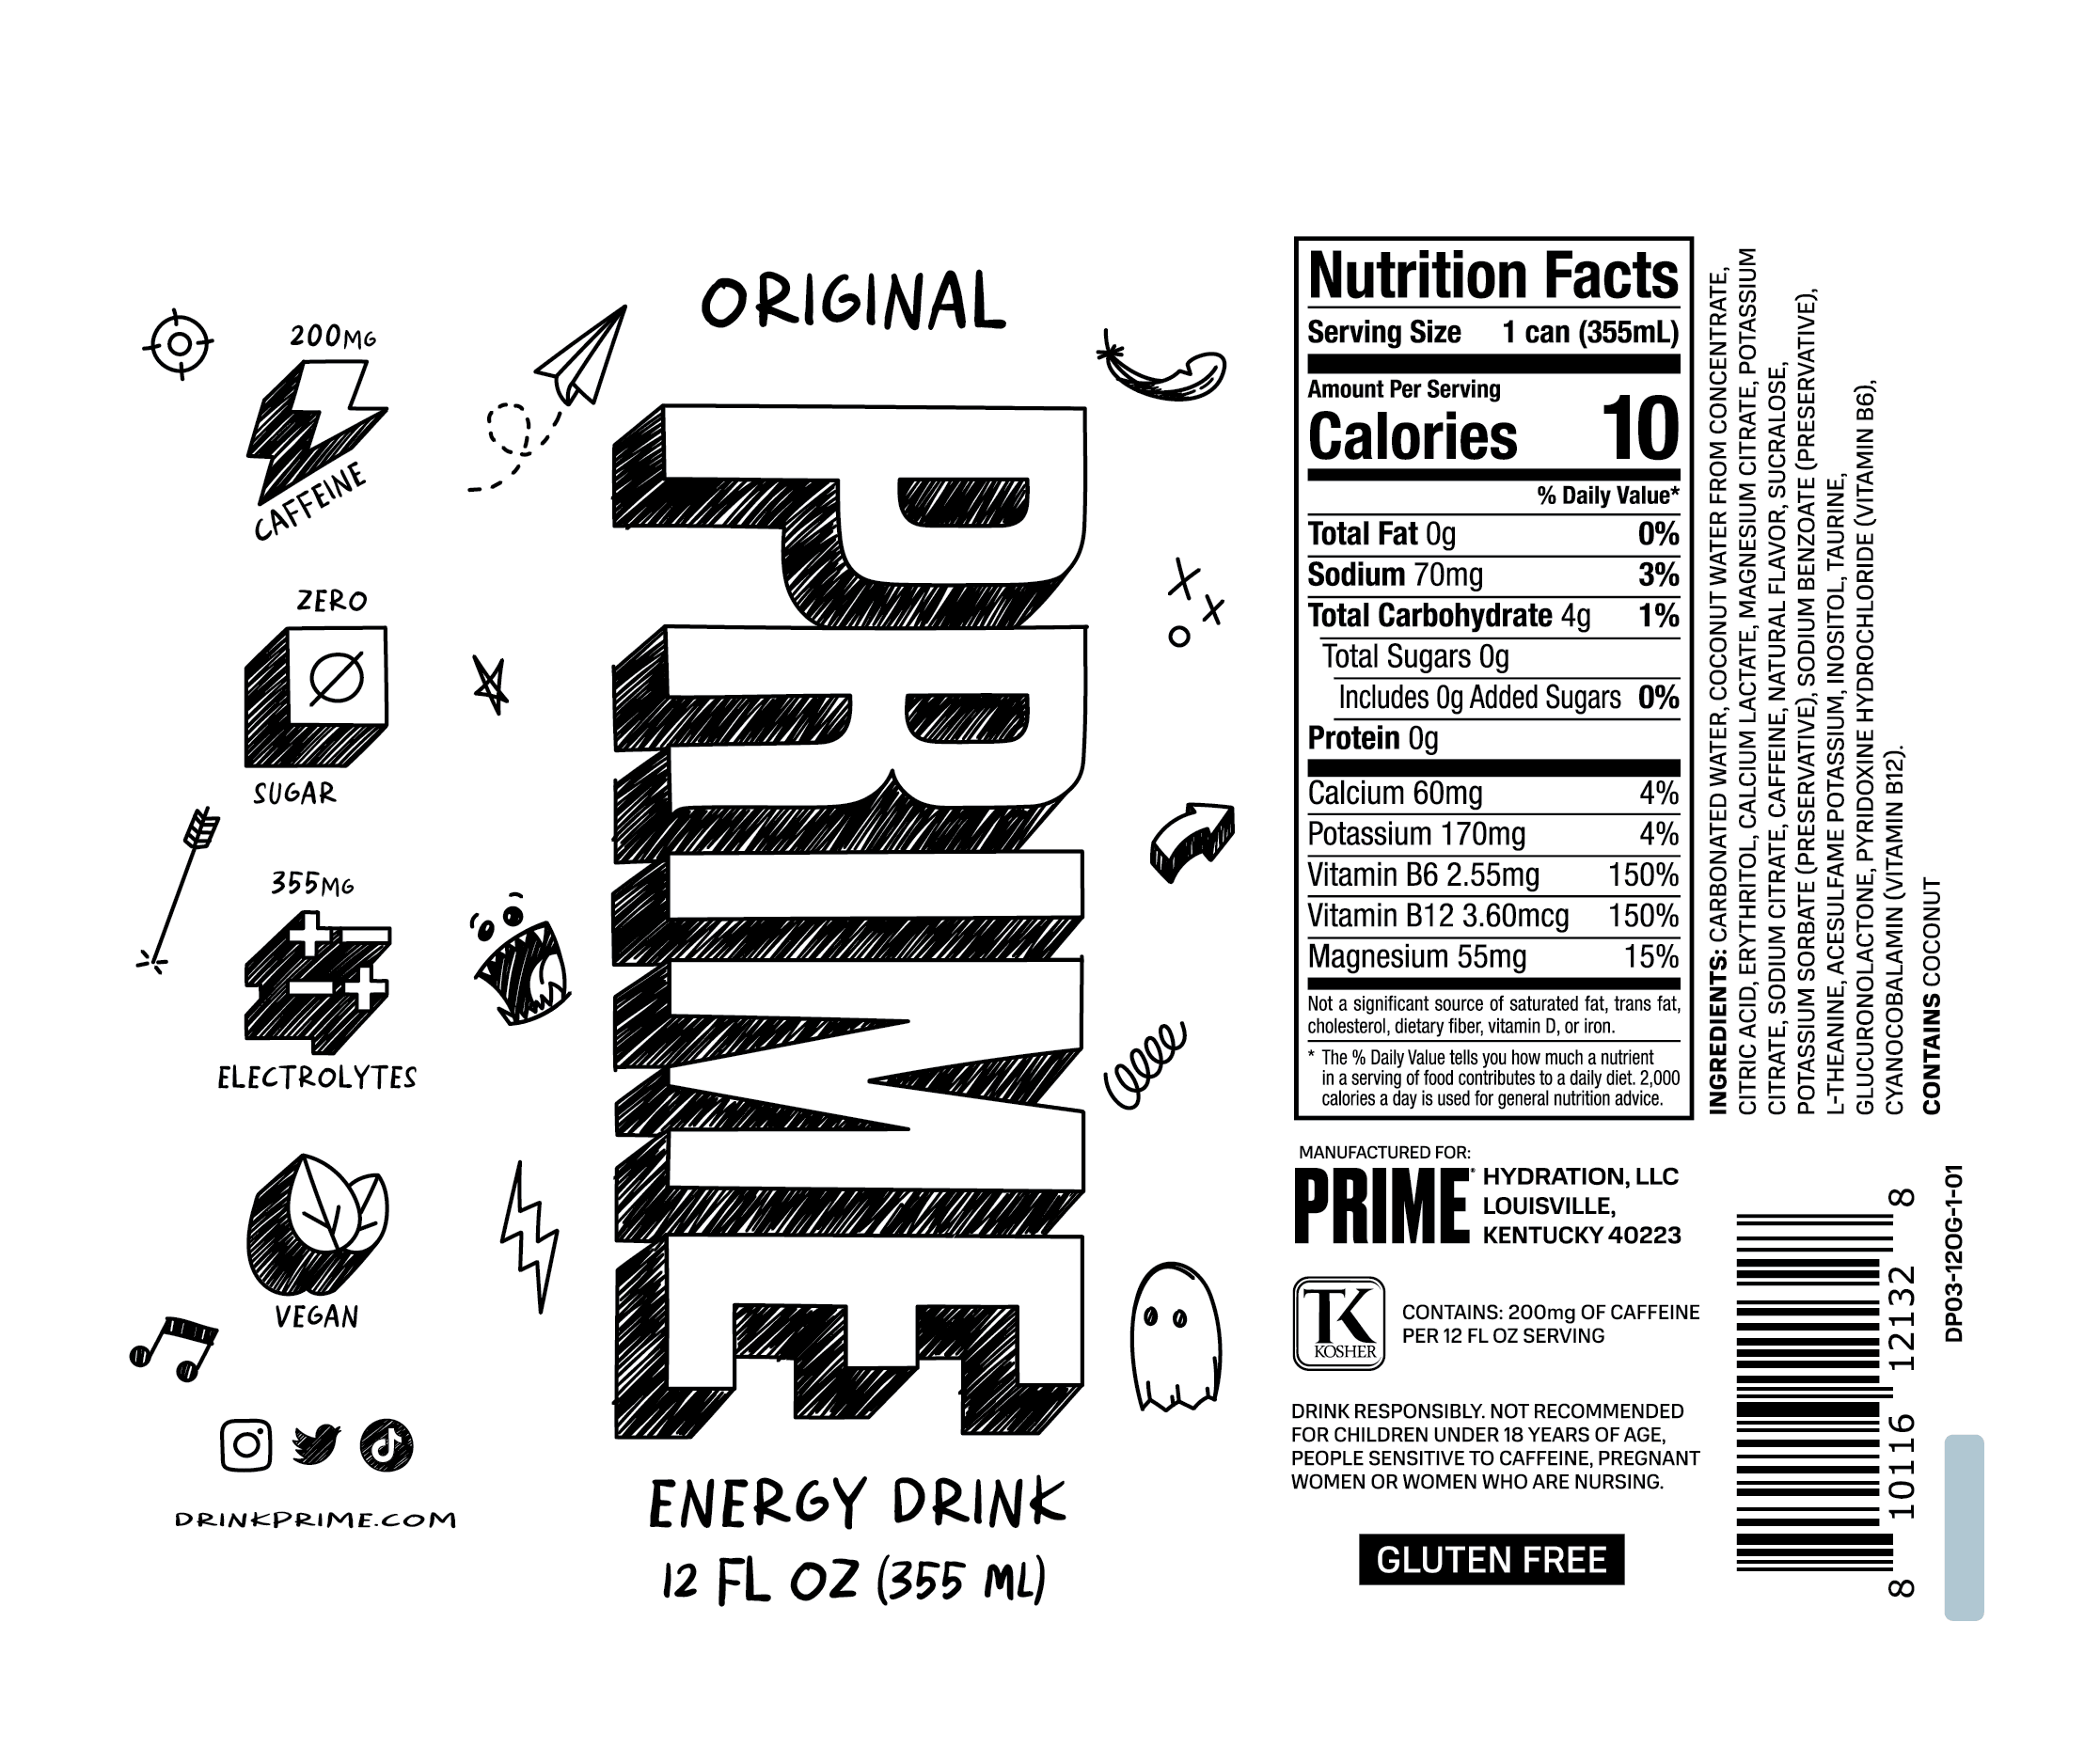 200MG
CAFFEINE
ZERO
SUGAR
355MG
ELECTROLYTES
VEGAN
DRINKPRIME.COM
ORIGINAL
PRIME
ENERGY DRINK
12 FL OZ (355 ML)
Nutrition Facts
Serving Size 1 can (355mL)
Amount Per Serving
Calories 10
% Daily Value*
Total Fat 0g 0%
Sodium 70mg 3%
Total Carbohydrate 4g 1%
Total Sugars 0g
Includes 0g Added Sugars 0%
Protein 0g
Calcium 60mg 4%
Potassium 170mg 4%
Vitamin B6 2.55mg 150%
Vitamin B12 3.60mcg 150%
Magnesium 55mg 15%
Not a significant source of saturated fat, trans fat,
cholesterol, dietary fiber, vitamin D, or iron.
* The % Daily Value tells you how much a nutrient
in a serving of food contributes to a daily diet. 2,000
calories a day is used for general nutrition advice.
INGREDIENTS: CARBONATED WATER, COCONUT WATER FROM CONCENTRATE,
CITRIC ACID, ERYTHRITOL, CALCIUM LACTATE, MAGNESIUM CITRATE, POTASSIUM
CITRATE, SODIUM CITRATE, CAFFEINE, NATURAL FLAVOR, SUCRALOSE,
POTASSIUM SORBATE (PRESERVATIVE), SODIUM BENZOATE (PRESERVATIVE),
L-THEANINE, ACESULFAME POTASSIUM, INOSITOL, TAURINE,
GLUCURONOLACTONE, PYRIDOXINE HYDROCHLORIDE (VITAMIN B6),
CYANOCOBALAMIN (VITAMIN B12).
CONTAINS COCONUT
MANUFACTURED FOR:
PRIME® HYDRATION, LLC
LOUISVILLE,
KENTUCKY 40223
TK
KOSHER
CONTAINS: 200mg OF CAFFEINE
PER 12 FL OZ SERVING
DRINK RESPONSIBLY. NOT RECOMMENDED
FOR CHILDREN UNDER 18 YEARS OF AGE,
PEOPLE SENSITIVE TO CAFFEINE, PREGNANT
WOMEN OR WOMEN WHO ARE NURSING.
GLUTEN FREE
8 10116 12132 8
DP03-12OG-1-01